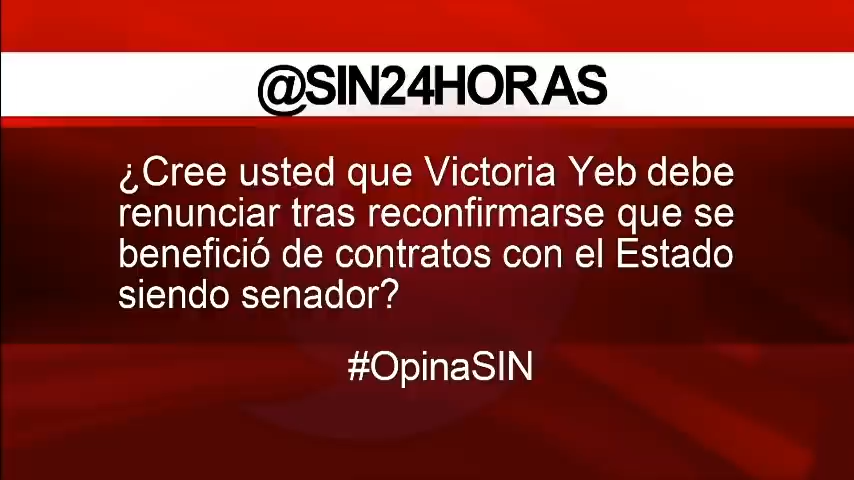 @SIN24HORAS
¿Cree usted que Victoria Yeb debe
renunciar tras reconfirmarse que se
benefició de contratos con el Estado
siendo senador?
#OpinaSIN